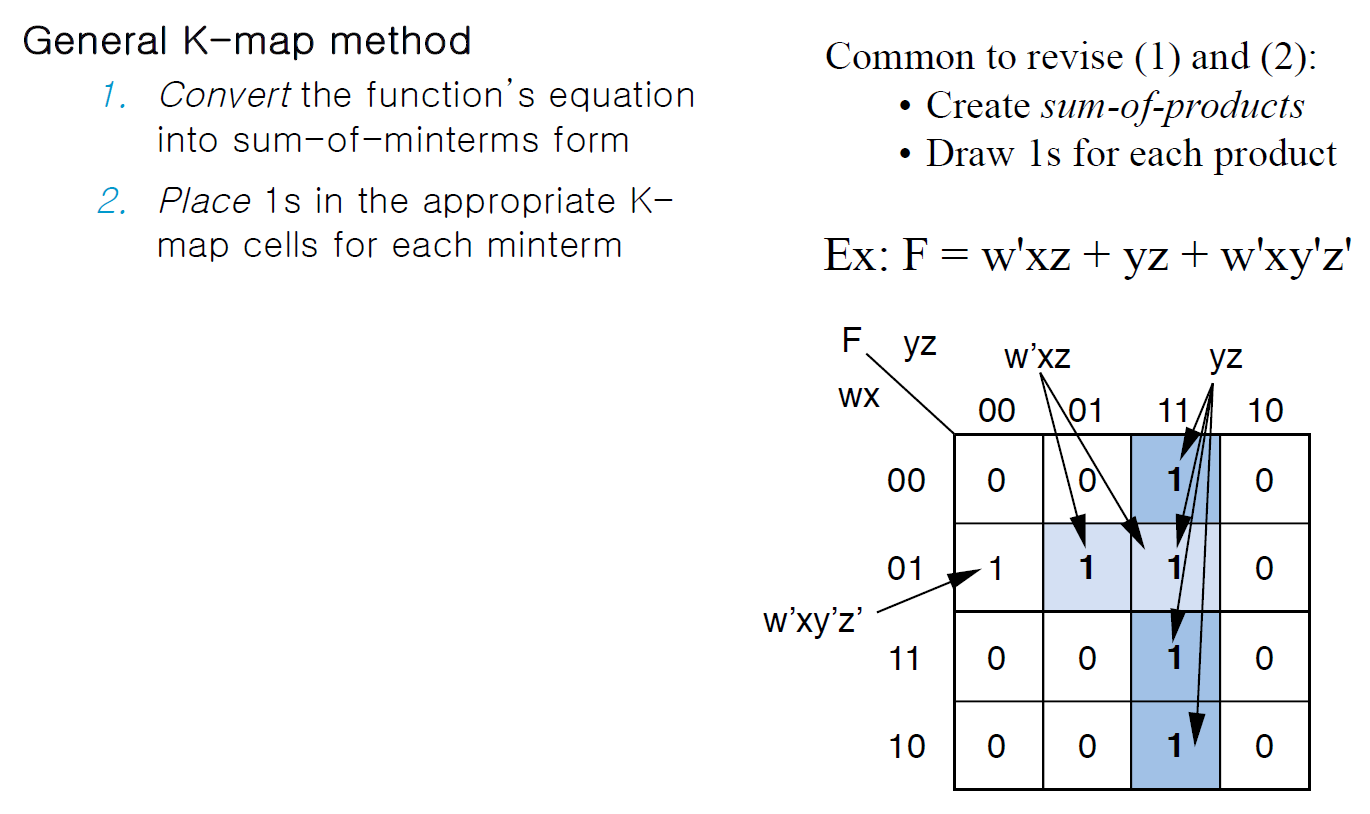 General K-map method
1. Convert the function's equation
into sum-of-minterms form
2. Place 1s in the appropriate K-
map cells for each minterm
Common to revise (1) and (2):
• Create sum-of-products
• Draw 1s for each product
Ex: F = w'xz + yz + w'xy'z'
F yz w’xz yz
wx
00 01 11 10
00 0 0 1 0
01 1 1 1 0
w’xy’z’
11 0 0 1 0
10 0 0 1 0